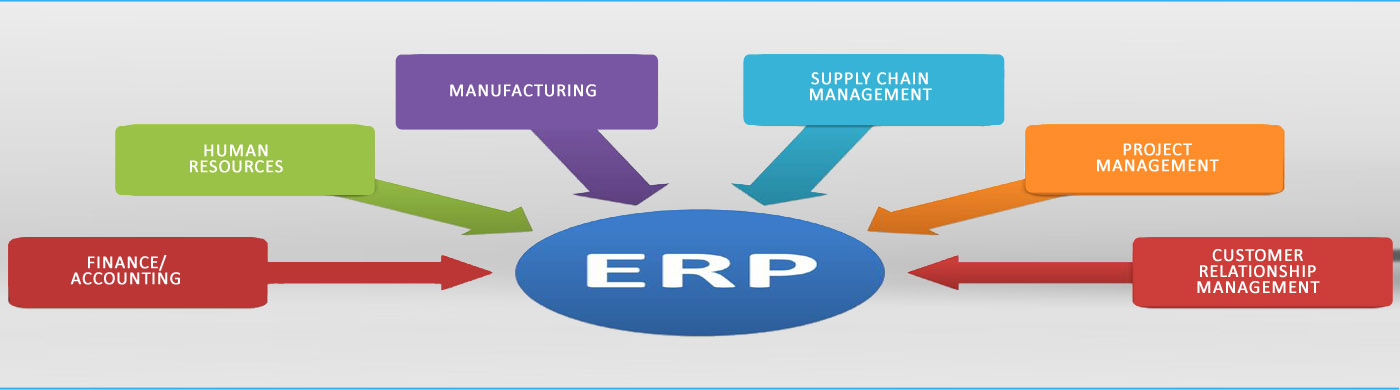 MANUFACTURING
SUPPLY CHAIN
MANAGEMENT
HUMAN
RESOURCES
PROJECT
MANAGEMENT
FINANCE/
ACCOUNTING
ERP
CUSTOMER
RELATIONSHIP
MANAGEMENT